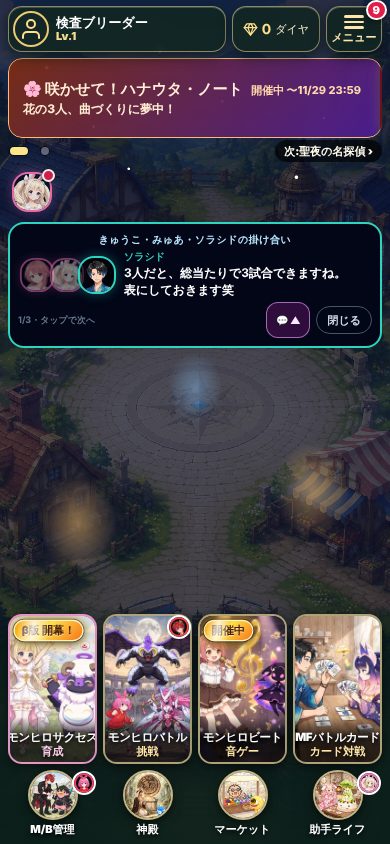 検査ブリーダー
Lv.1
0 ダイヤ
9
メニュー
🌸 咲かせて！ハナウタ・ノート
開催中 〜11/29 23:59
花の3人、曲づくりに夢中！
次:聖夜の名探偵 ›
きゅうこ・みゅあ・ソラシドの掛け合い
ソラシド
3人だと、総当たりで3試合できますね。
表にしておきます笑
1/3・タップで次へ
💬▲
閉じる
β版 開幕！
モンヒロサクセス
育成
モンヒロバトル
挑戦
開催中
モンヒロビート
音ゲー
MFバトルカード
カード対戦
M/B管理
神殿
マーケット
助手ライフ